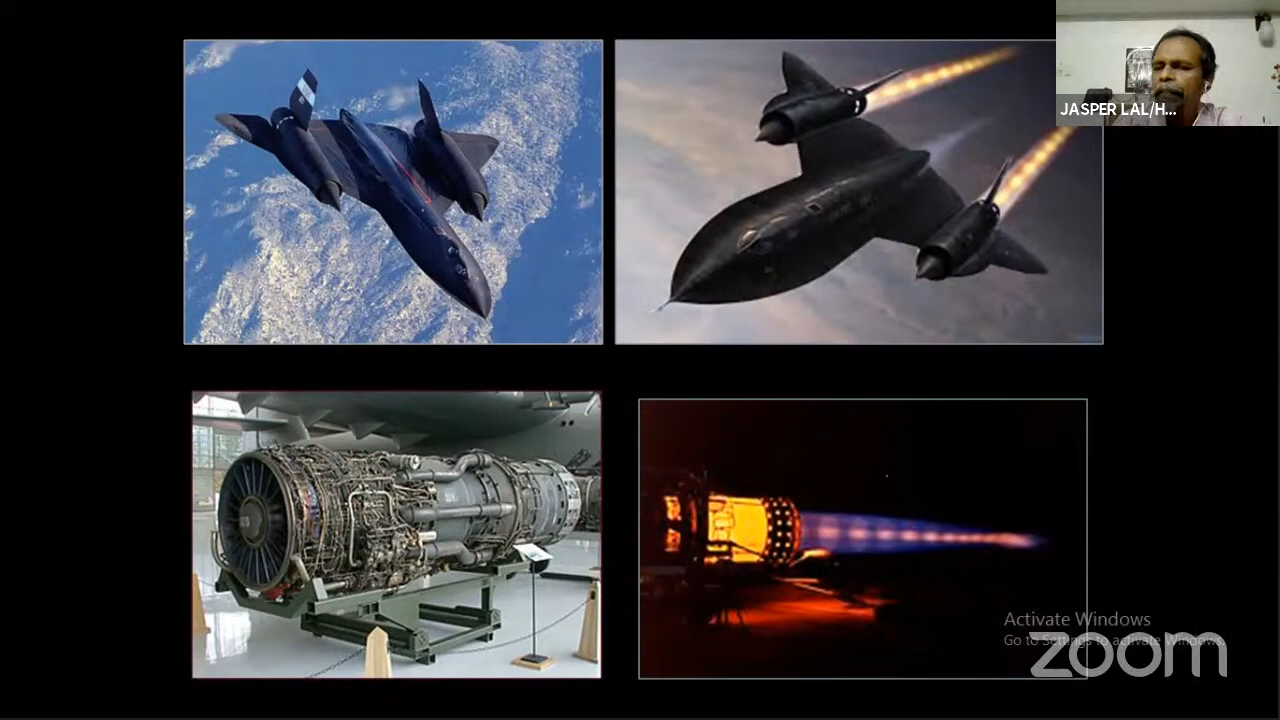 JASPER LAL/H...
Activate Windows
Go to Settings to activate Windows.
zoom